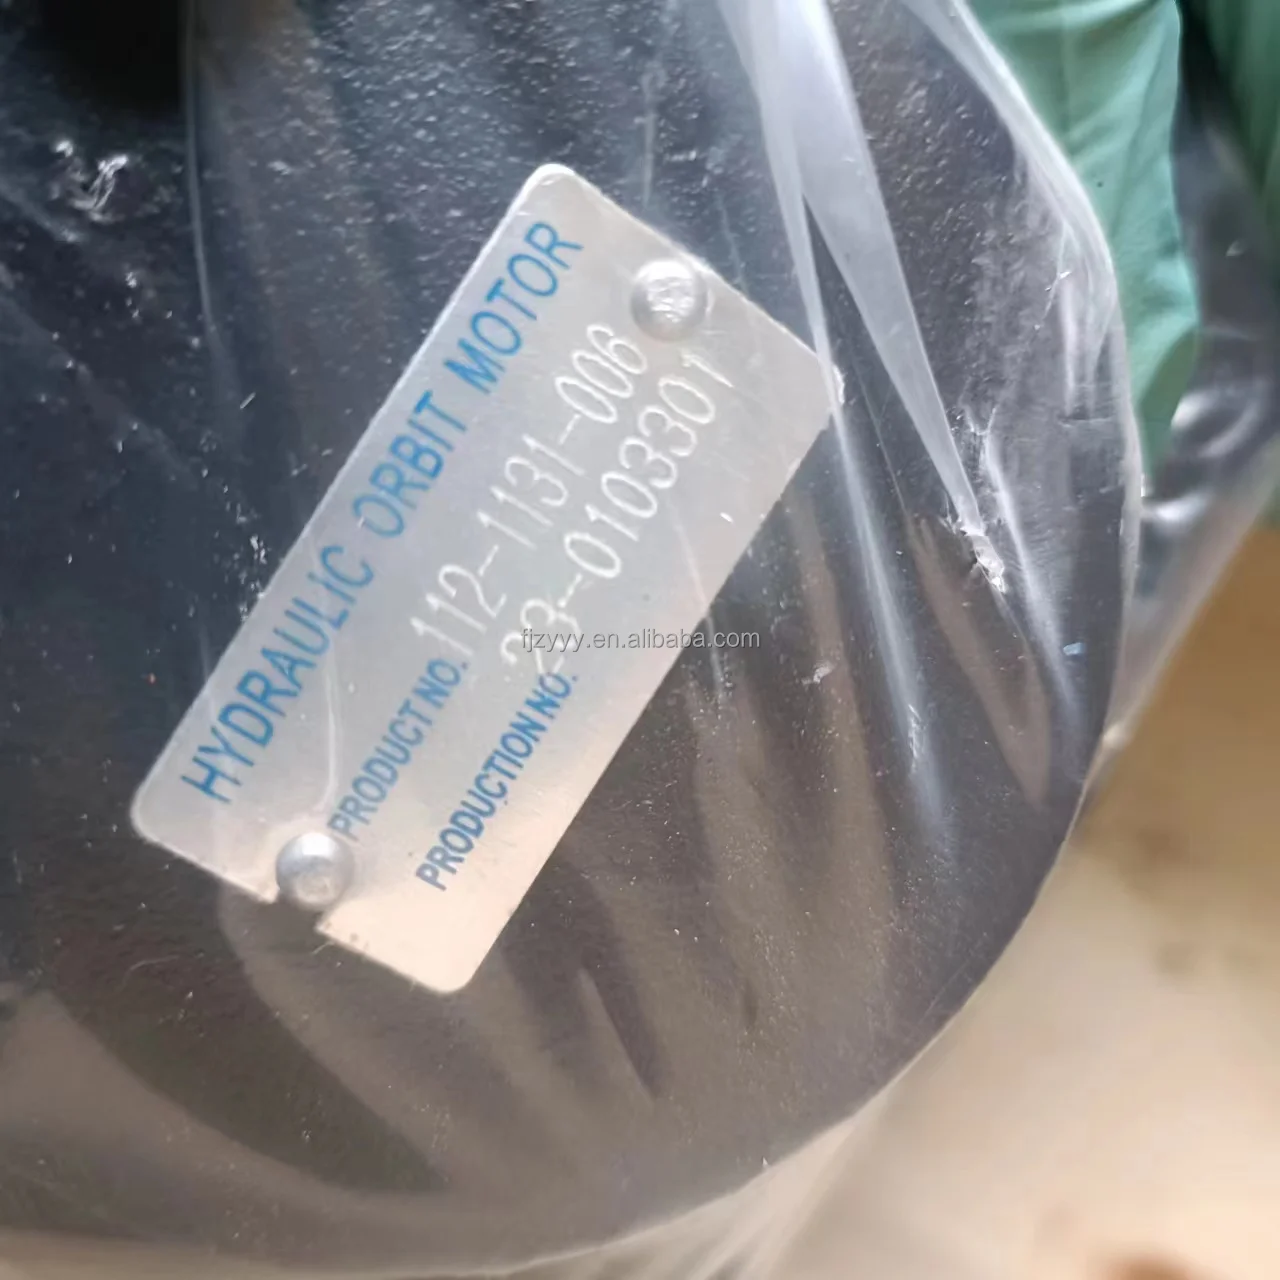 HYDRAULIC ORBIT MOTOR
PRODUCT NO. 112-1131-006
PRODUCTION NO. 23-0103301
fjzyyy.en.alibaba.com